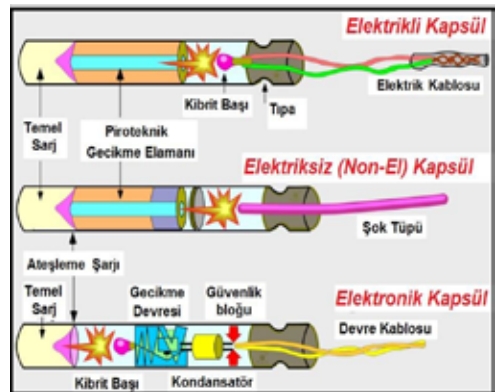 Elektrikli Kapsül
Kibrit Başı
Tıpa
Elektrik Kablosu
Temel
Şarj
Piroteknik
Gecikme Elamanı
Elektriksiz (Non-El) Kapsül
Şok Tüpü
Ateşleme Şarjı
Temel
Şarj
Gecikme
Devresi
Güvenlik
bloğu
Elektronik Kapsül
Devre Kablosu
Kibrit Başı
Kondansatör